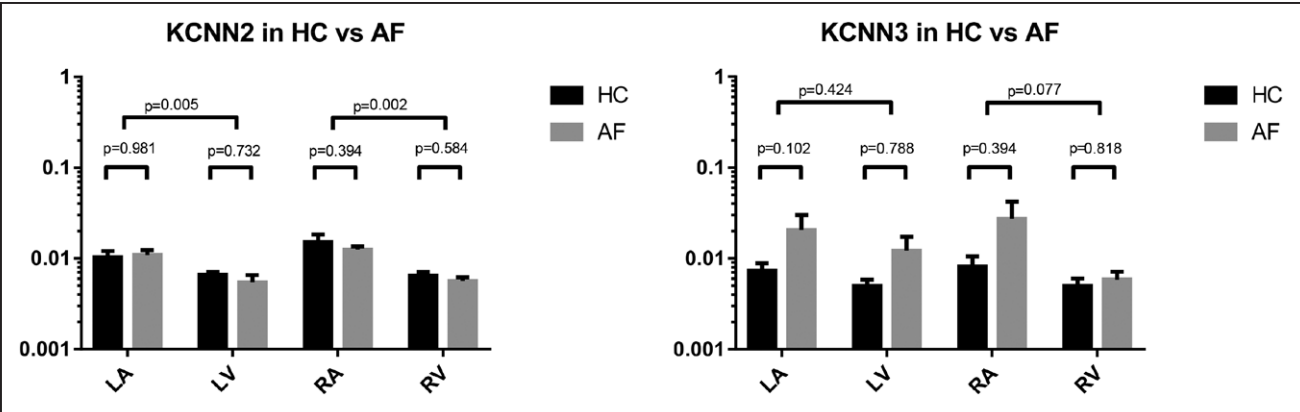 KCNN2 in HC vs AF
1
0.1
0.01
0.001
p=0.005
p=0.002
p=0.981
p=0.732
p=0.394
p=0.584
HC
AF
LA
LV
RA
RV
KCNN3 in HC vs AF
1
0.1
0.01
0.001
p=0.424
p=0.077
p=0.102
p=0.788
p=0.394
p=0.818
HC
AF
LA
LV
RA
RV